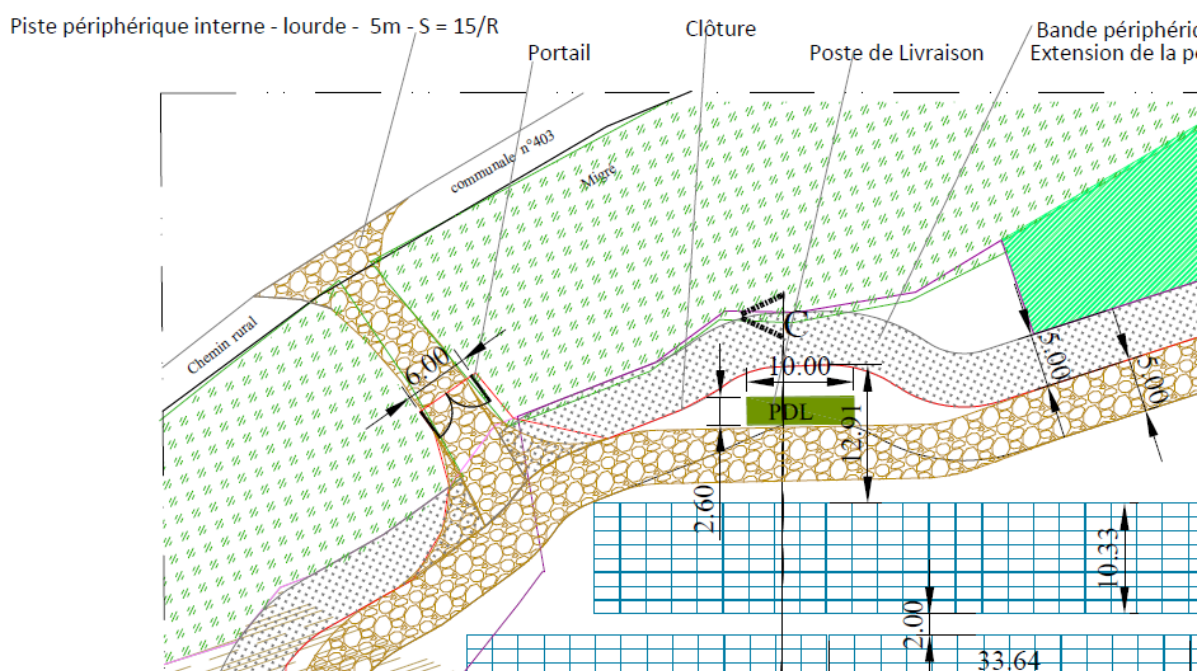 Piste périphérique interne - lourde - 5m - S = 15/R
Portail
Clôture
Poste de Livraison
Bande périphériq
Extension de la p
communale n°403
Migré
Chemin rural
6.00
C
10.00
PDL
12.91
2.60
5.00
5.00
10.33
2.00
33.64